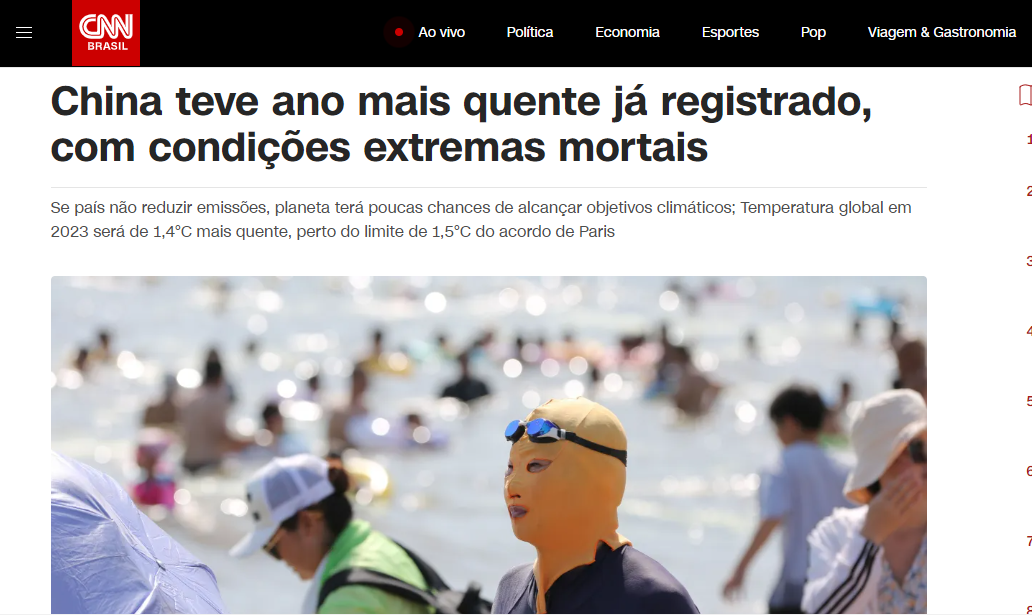 CNN
BRASIL
Ao vivo Política Economia Esportes Pop Viagem & Gastronomia
China teve ano mais quente já registrado,
com condições extremas mortais
Se país não reduzir emissões, planeta terá poucas chances de alcançar objetivos climáticos; Temperatura global em
2023 será de 1,4°C mais quente, perto do limite de 1,5°C do acordo de Paris
1
2
3
4
5
6
7
8